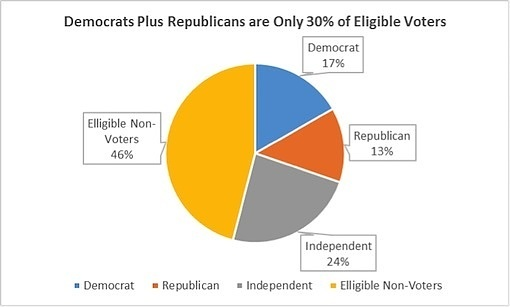 Democrats Plus Republicans are Only 30% of Eligible Voters
Democrat
17%
Elligible Non-
Voters
46%
Republican
13%
Independent
24%
Democrat Republican Independent Elligible Non-Voters